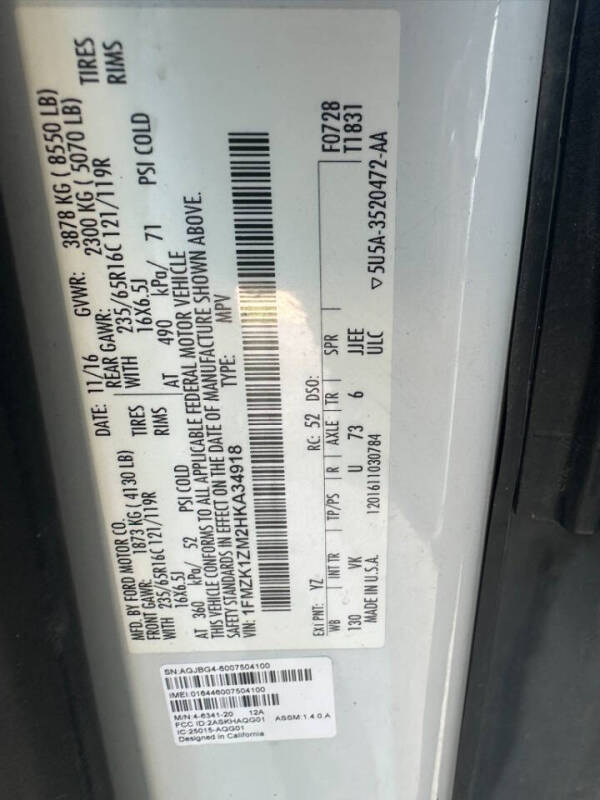 MFD. BY FORD MOTOR CO.
DATE: 11/16 GVWR: 3878 KG ( 8550 LB)
FRONT GAWR: 1873 KG ( 4130 LB) REAR GAWR: 2300 KG ( 5070 LB)
WITH 235/65R16C 121/119R TIRES WITH 235/65R16C 121/119R TIRES
16X6.5J RIMS 16X6.5J RIMS
AT 360 kPa/ 52 PSI COLD AT 490 kPa/ 71 PSI COLD
THIS VEHICLE CONFORMS TO ALL APPLICABLE FEDERAL MOTOR VEHICLE
SAFETY STANDARDS IN EFFECT ON THE DATE OF MANUFACTURE SHOWN ABOVE.
VIN: 1FMZK1ZM2HKA34918 TYPE: MPV
F0728
T1831
EXT PNT: YZ RC: 52 DSO:
WB INT TR TP/PS R AXLE TR SPR
130 VK U 73 6 JJEE
ULC
MADE IN U.S.A. 1201611030784
▽5U5A-3520472-AA
SN:AQJBG4-6007504100
IMEI:016446007504100
M/N:4-6341-20 12A
FCC ID:2ASKHAQG01 ASSM:1.4.0.A
IC:25015-AQG01
Designed in California